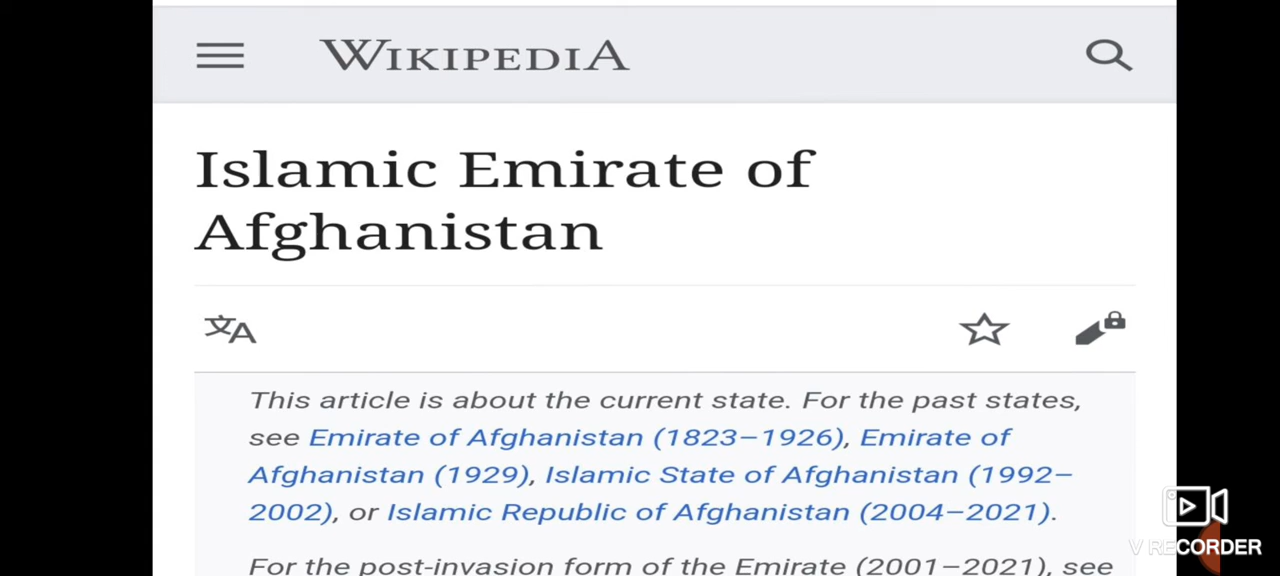 WIKIPEDIA
Islamic Emirate of
Afghanistan
文A
This article is about the current state. For the past states,
see Emirate of Afghanistan (1823–1926), Emirate of
Afghanistan (1929), Islamic State of Afghanistan (1992–
2002), or Islamic Republic of Afghanistan (2004–2021).
For the post-invasion form of the Emirate (2001–2021), see
V RECORDER